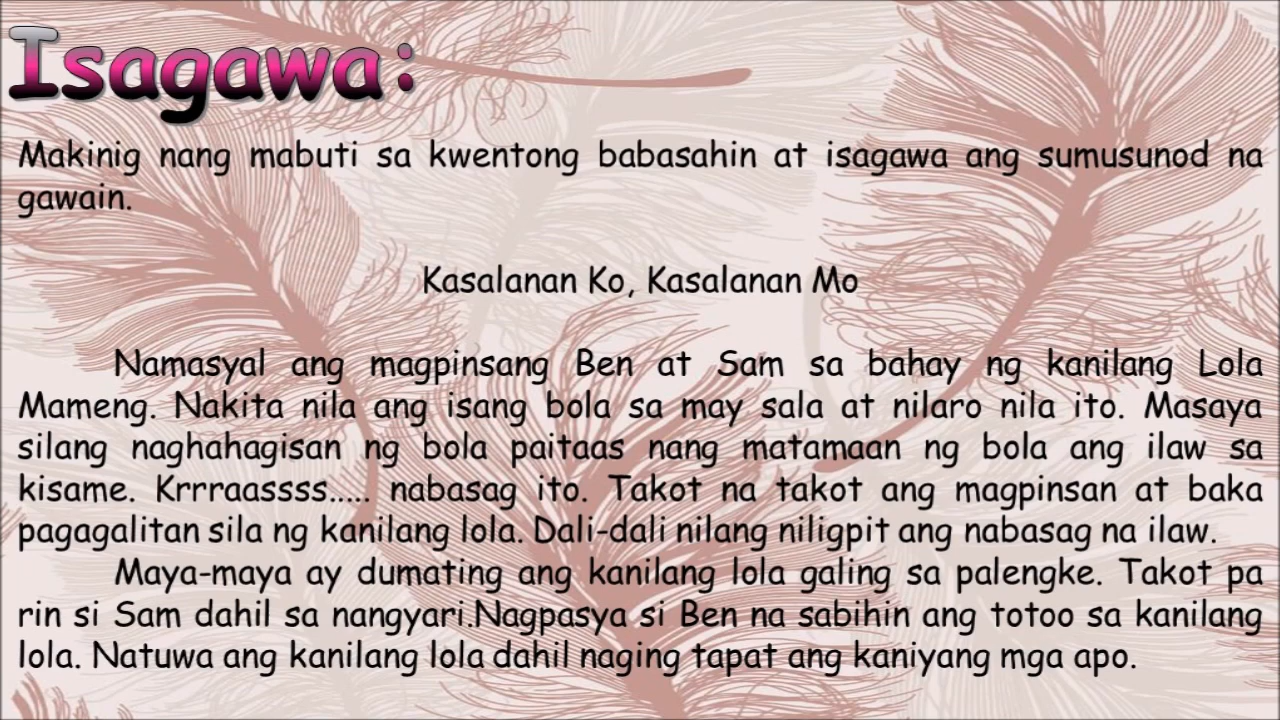 Isagawa:
Makinig nang mabuti sa kwentong babasahin at isagawa ang sumusunod na
gawain.
Kasalanan Ko, Kasalanan Mo
Namasyal ang magpinsang Ben at Sam sa bahay ng kanilang Lola
Mameng. Nakita nila ang isang bola sa may sala at nilaro nila ito. Masaya
silang naghahagisan ng bola paitaas nang matamaan ng bola ang ilaw sa
kisame. Krrraassss..... nabasag ito. Takot na takot ang magpinsan at baka
pagagalitan sila ng kanilang lola. Dali-dali nilang niligpit ang nabasag na ilaw.
Maya-maya ay dumating ang kanilang lola galing sa palengke. Takot pa
rin si Sam dahil sa nangyari.Nagpasya si Ben na sabihin ang totoo sa kanilang
lola. Natuwa ang kanilang lola dahil naging tapat ang kaniyang mga apo.